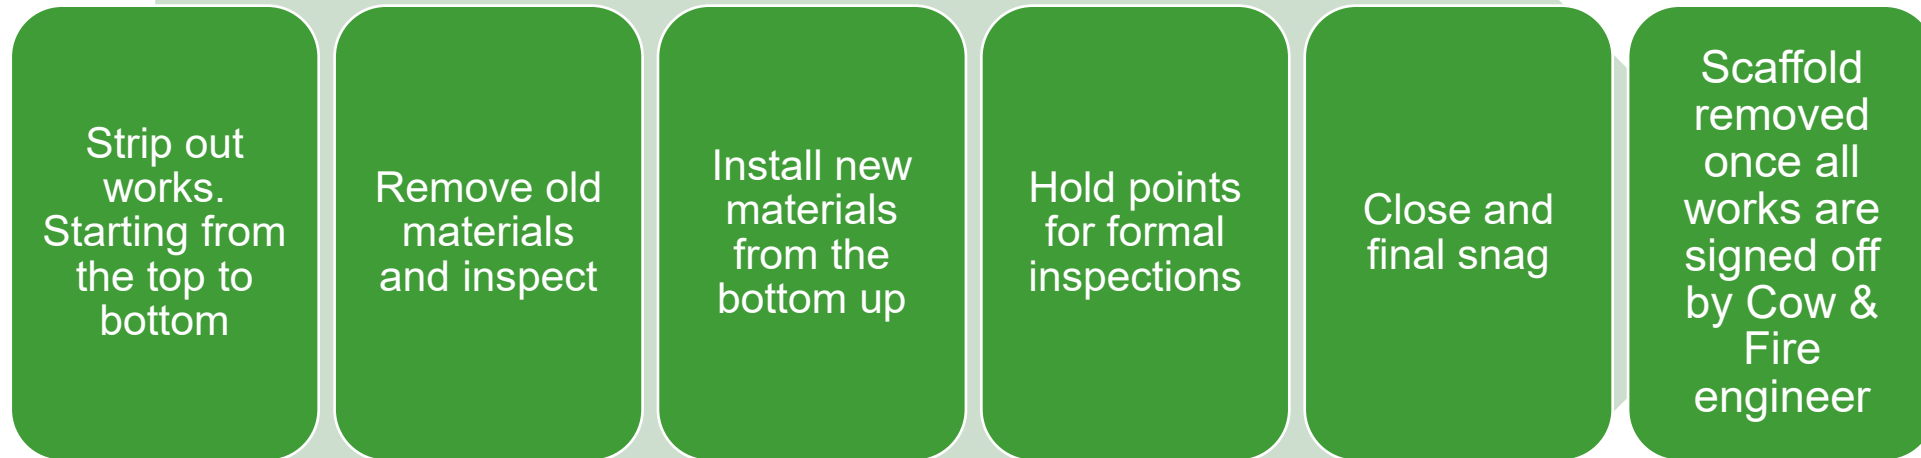 Strip out
works.
Starting from
the top to
bottom
Remove old
materials
and inspect
Install new
materials
from the
bottom up
Hold points
for formal
inspections
Close and
final snag
Scaffold
removed
once all
works are
signed off
by Cow &
Fire
engineer